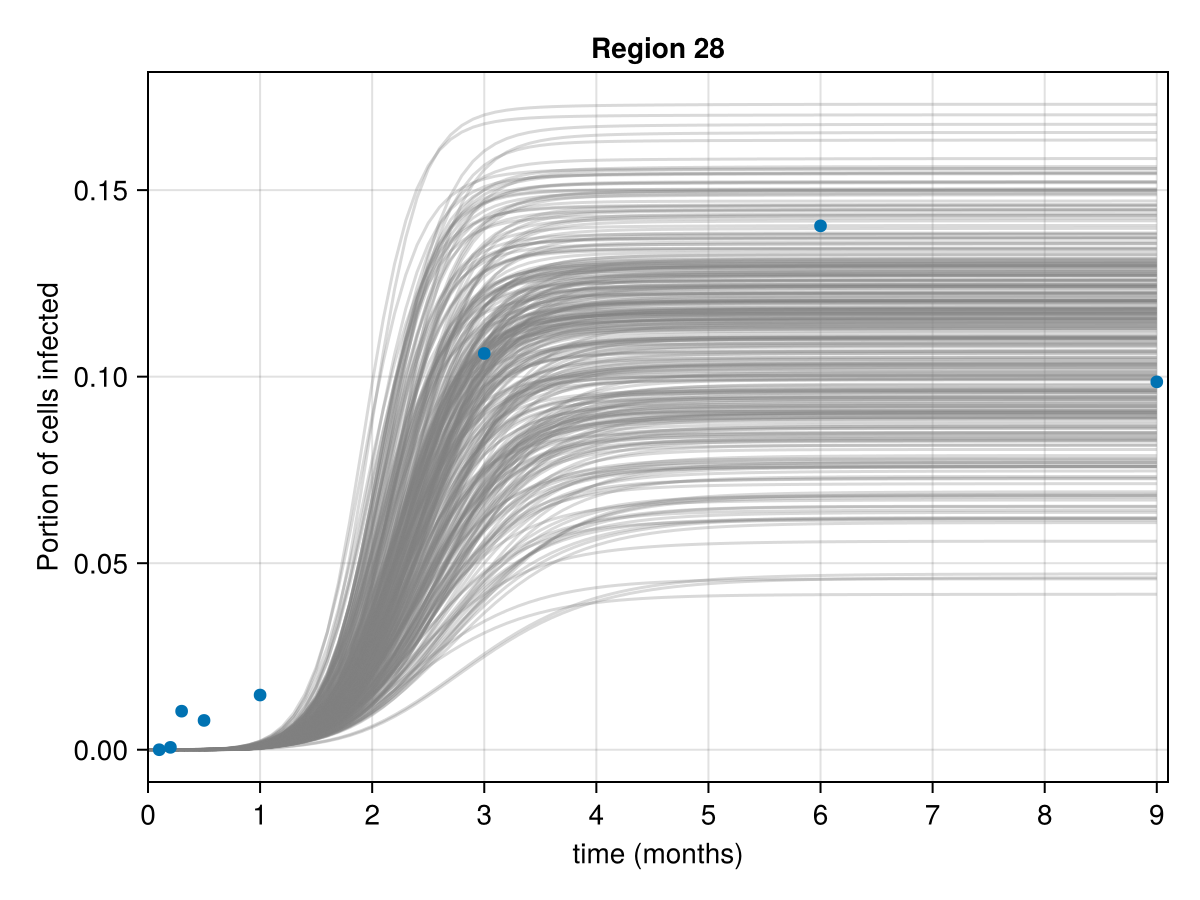 Region 28
Portion of cells infected
0.15
0.10
0.05
0.00
0 1 2 3 4 5 6 7 8 9
time (months)